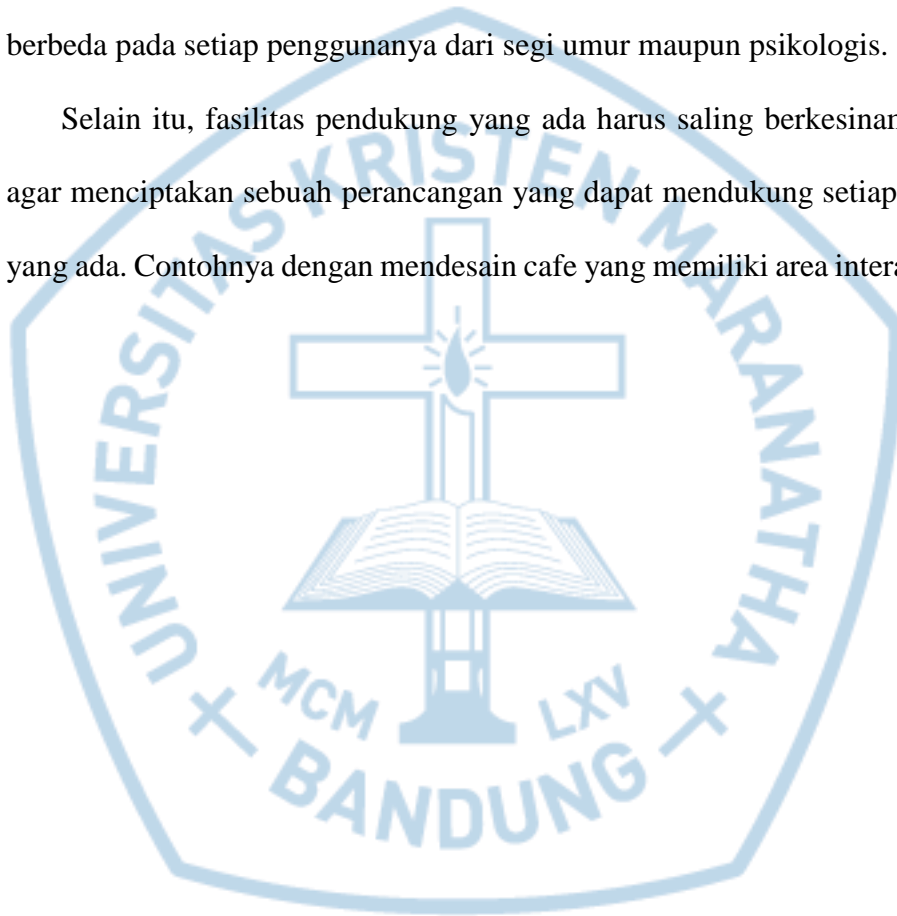 berbeda pada setiap penggunanya dari segi umur maupun psikologis.
Selain itu, fasilitas pendukung yang ada harus saling
agar menciptakan sebuah perancangan yang dapat mendukung setiap
yang ada. Contohnya dengan mendesain cafe yang memiliki area
UNIVERSITAS KRISTEN MARANATHA
MCM LXV
BANDUNG